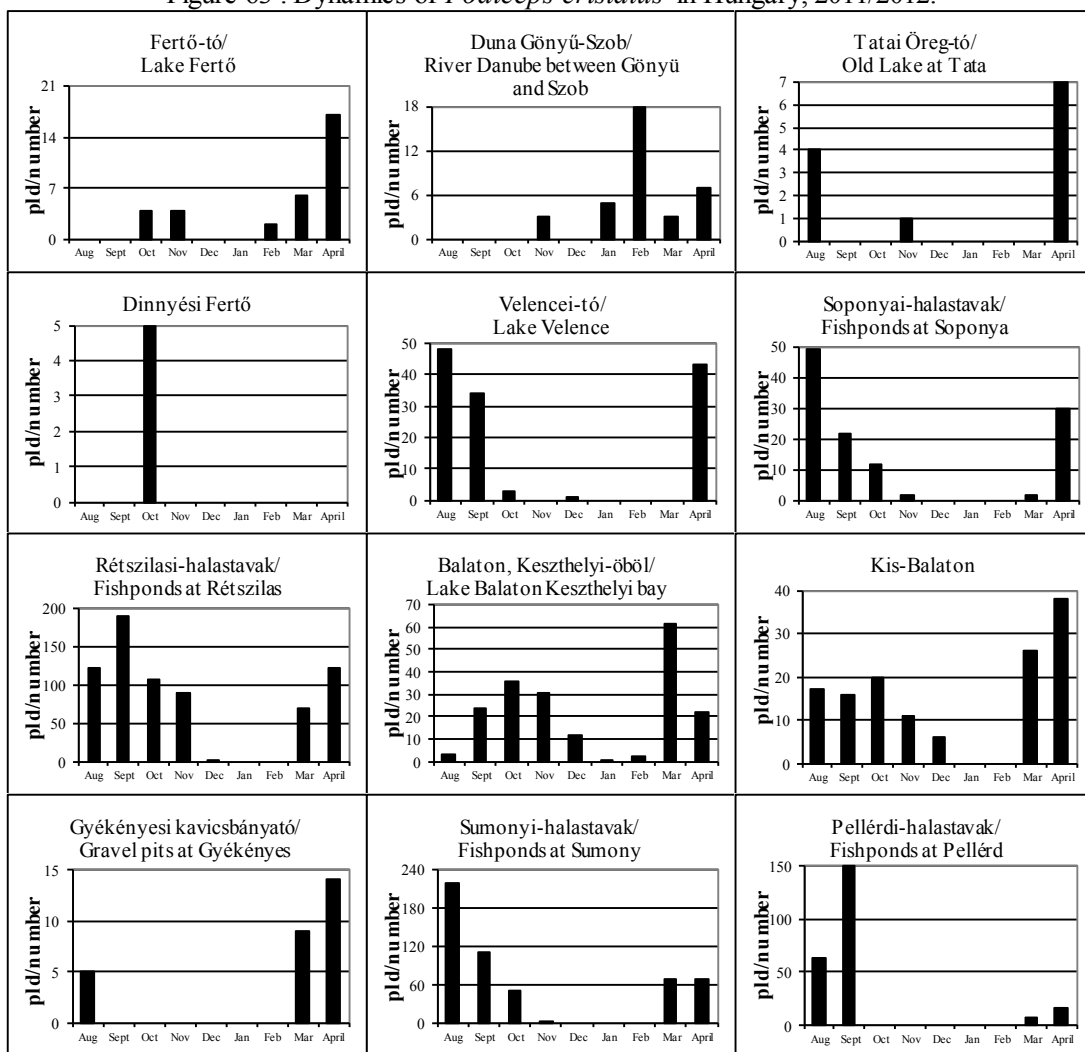 Figure 65 . Dynamics of Podiceps cristatus in Hungary, 2011/2012.
Fertő-tó/
Lake Fertő
pld/number
21
14
7
0
Aug Sept Oct Nov Dec Jan Feb Mar April
Duna Gönyű-Szob/
River Danube between Gönyü
and Szob
pld/number
18
12
6
0
Aug Sept Oct Nov Dec Jan Feb Mar April
Tatai Öreg-tó/
Old Lake at Tata
pld/number
7
6
5
4
3
2
1
0
Aug Sept Oct Nov Dec Jan Feb Mar April
Dinnyési Fertő
pld/number
5
4
3
2
1
0
Aug Sept Oct Nov Dec Jan Feb Mar April
Velencei-tó/
Lake Velence
pld/number
50
40
30
20
10
0
Aug Sept Oct Nov Dec Jan Feb Mar April
Soponyai-halastavak/
Fishponds at Soponya
pld/number
50
40
30
20
10
0
Aug Sept Oct Nov Dec Jan Feb Mar April
Rétszilasi-halastavak/
Fishponds at Rétszilas
pld/number
200
150
100
50
0
Aug Sept Oct Nov Dec Jan Feb Mar April
Balaton, Keszthelyi-öböl/
Lake Balaton Keszthelyi bay
pld/number
70
60
50
40
30
20
10
0
Aug Sept Oct Nov Dec Jan Feb Mar April
Kis-Balaton
pld/number
40
30
20
10
0
Aug Sept Oct Nov Dec Jan Feb Mar April
Gyékényesi kavicsbányató/
Gravel pits at Gyékényes
pld/number
15
10
5
0
Aug Sept Oct Nov Dec Jan Feb Mar April
Sumonyi-halastavak/
Fishponds at Sumony
pld/number
240
180
120
60
0
Aug Sept Oct Nov Dec Jan Feb Mar April
Pellérdi-halastavak/
Fishponds at Pellérd
pld/number
150
100
50
0
Aug Sept Oct Nov Dec Jan Feb Mar April